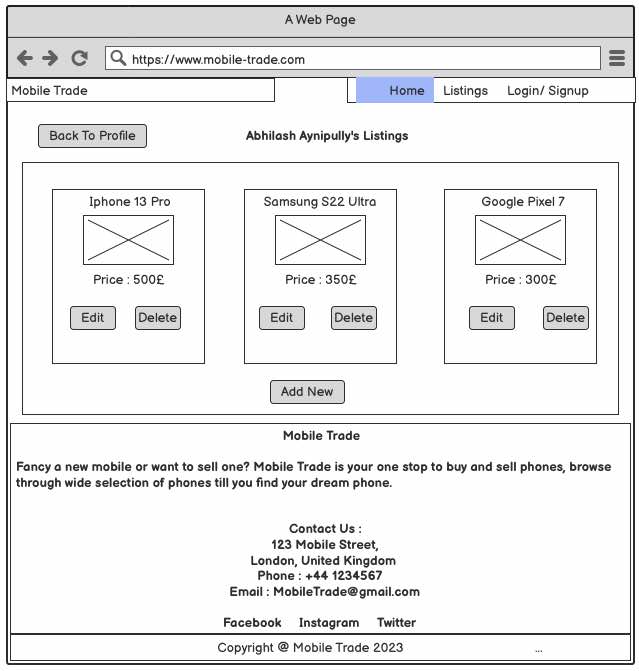 A Web Page
https://www.mobile-trade.com
Mobile Trade
Home Listings Login/ Signup
Back To Profile
Abhilash Aynipully's Listings
Iphone 13 Pro
Samsung S22 Ultra
Google Pixel 7
Price : 500£
Price : 350£
Price : 300£
Edit Delete
Edit Delete
Edit Delete
Add New
Mobile Trade
Fancy a new mobile or want to sell one? Mobile Trade is your one stop to buy and sell phones, browse
through wide selection of phones till you find your dream phone.
Contact Us :
123 Mobile Street,
London, United Kingdom
Phone : +44 1234567
Email : MobileTrade@gmail.com
Facebook Instagram Twitter
Copyright @ Mobile Trade 2023 ...